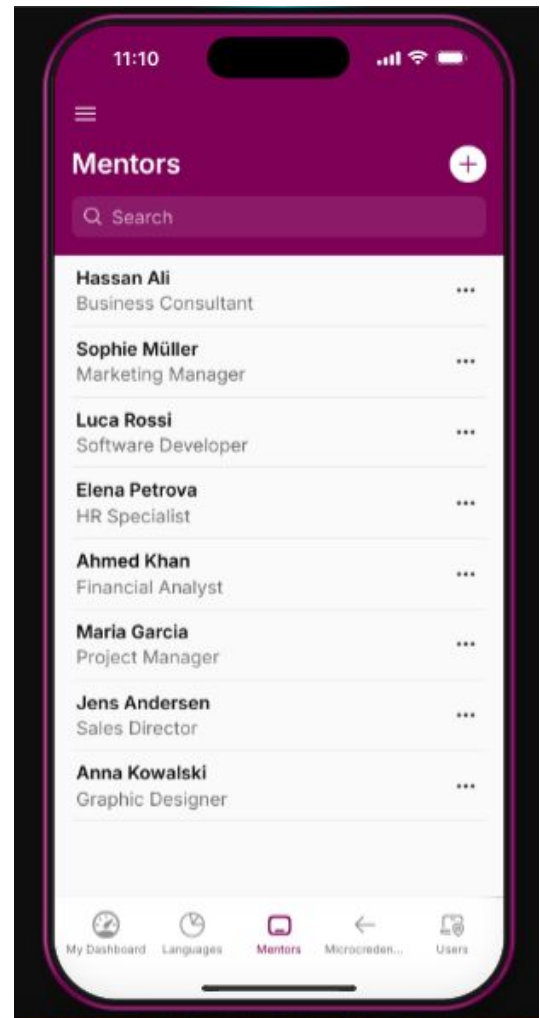 11:10
Mentors
Search
Hassan Ali
Business Consultant
Sophie Müller
Marketing Manager
Luca Rossi
Software Developer
Elena Petrova
HR Specialist
Ahmed Khan
Financial Analyst
Maria Garcia
Project Manager
Jens Andersen
Sales Director
Anna Kowalski
Graphic Designer
My Dashboard Languages Mentors Microcreden... Users